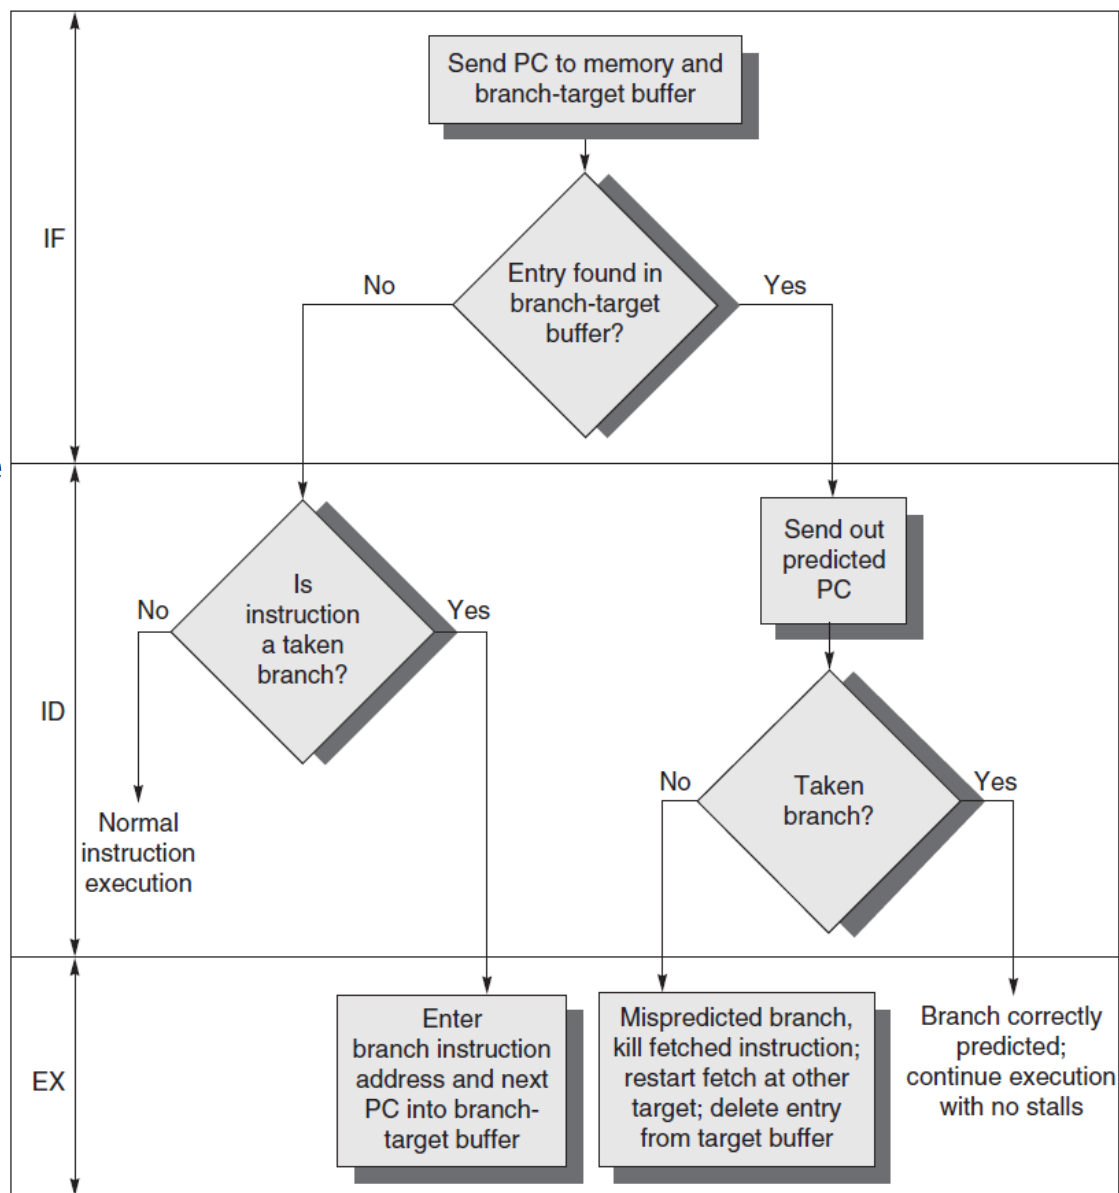 Send PC to memory and
branch-target buffer
IF
Entry found in
branch-target
buffer?
No
Yes
Send out
predicted
PC
Is
instruction
a taken
branch?
No
Yes
ID
Taken
branch?
No
Yes
Normal
instruction
execution
EX
Enter
branch instruction
address and next
PC into branch-
target buffer
Mispredicted branch,
kill fetched instruction;
restart fetch at other
target; delete entry
from target buffer
Branch correctly
predicted;
continue execution
with no stalls